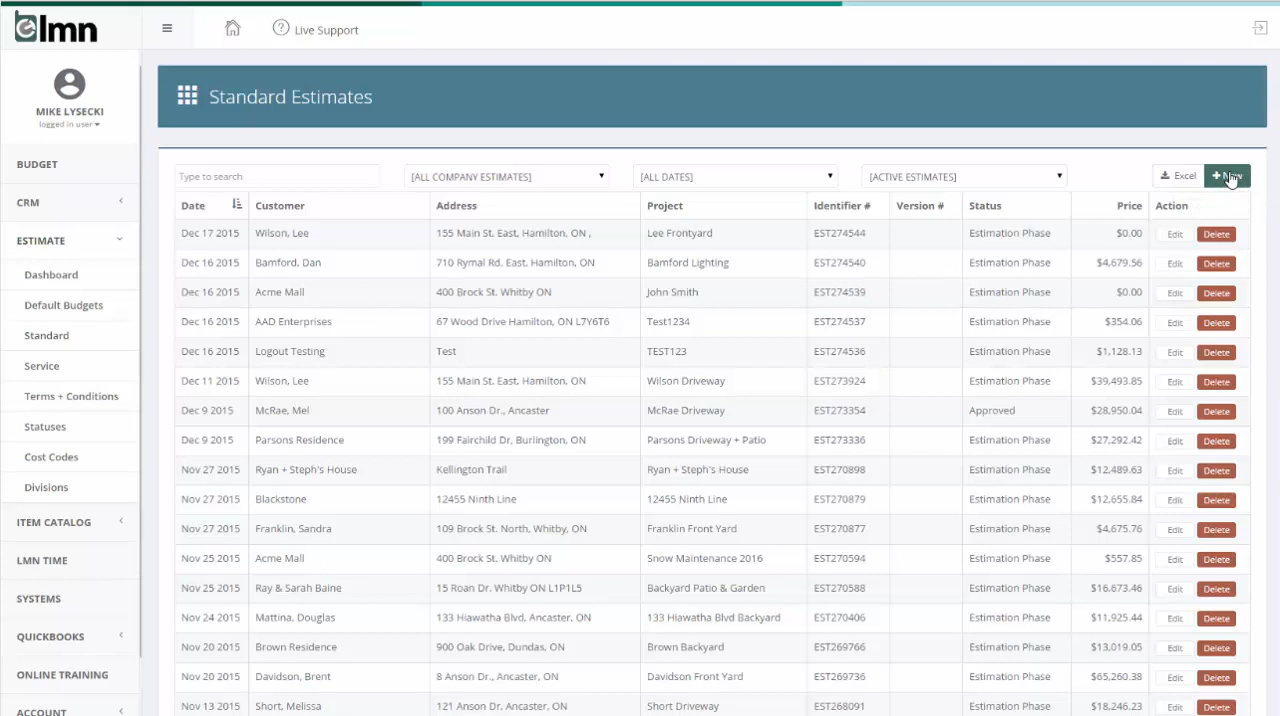 lmn
Live Support
MIKE LYSECKI
logged in user
BUDGET
CRM
ESTIMATE
Dashboard
Default Budgets
Standard
Service
Terms + Conditions
Statuses
Cost Codes
Divisions
ITEM CATALOG
LMN TIME
SYSTEMS
QUICKBOOKS
ONLINE TRAINING
ACCOUNT
Standard Estimates
Type to search [ALL COMPANY ESTIMATES] [ALL DATES] [ACTIVE ESTIMATES] Excel + New
Date Customer Address Project Identifier # Version # Status Price Action
Dec 17 2015 Wilson, Lee 155 Main St. East, Hamilton, ON , Lee Frontyard EST274544 Estimation Phase $0.00 Edit Delete
Dec 16 2015 Bamford, Dan 710 Rymal Rd. East, Hamilton, ON Bamford Lighting EST274540 Estimation Phase $4,679.56 Edit Delete
Dec 16 2015 Acme Mall 400 Brock St. Whitby ON John Smith EST274539 Estimation Phase $0.00 Edit Delete
Dec 16 2015 AAD Enterprises 67 Wood Drive Hamilton, ON L7Y6T6 Test1234 EST274537 Estimation Phase $354.06 Edit Delete
Dec 16 2015 Logout Testing Test TEST123 EST274536 Estimation Phase $1,128.13 Edit Delete
Dec 11 2015 Wilson, Lee 155 Main St. East, Hamilton, ON Wilson Driveway EST273924 Estimation Phase $39,493.85 Edit Delete
Dec 9 2015 McRae, Mel 100 Anson Dr., Ancaster McRae Driveway EST273354 Approved $28,950.04 Edit Delete
Dec 9 2015 Parsons Residence 199 Fairchild Dr, Burlington, ON Parsons Driveway + Patio EST273336 Estimation Phase $27,292.42 Edit Delete
Nov 27 2015 Ryan + Steph's House Kellington Trail Ryan + Steph's House EST270898 Estimation Phase $12,489.63 Edit Delete
Nov 27 2015 Blackstone 12455 Ninth Line 12455 Ninth Line EST270879 Estimation Phase $12,655.84 Edit Delete
Nov 27 2015 Franklin, Sandra 109 Brock St. North, Whitby, ON Franklin Front Yard EST270877 Estimation Phase $4,675.76 Edit Delete
Nov 25 2015 Acme Mall 400 Brock St. Whitby ON Snow Maintenance 2016 EST270594 Estimation Phase $557.85 Edit Delete
Nov 25 2015 Ray & Sarah Baine 15 Roan Dr. Whitby ON L1P1L5 Backyard Patio & Garden EST270588 Estimation Phase $16,673.46 Edit Delete
Nov 24 2015 Mattina, Douglas 133 Hiawatha Blvd, Ancaster, ON 133 Hiawatha Blvd Backyard EST270406 Estimation Phase $11,925.44 Edit Delete
Nov 20 2015 Brown Residence 900 Oak Drive, Dundas, ON Brown Backyard EST269766 Estimation Phase $13,019.05 Edit Delete
Nov 20 2015 Davidson, Brent 8 Anson Dr., Ancaster, ON Davidson Front Yard EST269736 Estimation Phase $65,260.38 Edit Delete
Nov 13 2015 Short, Melissa 121 Anson Dr. Ancaster, ON Short Driveway EST268091 Estimation Phase $18,246.23 Edit Delete